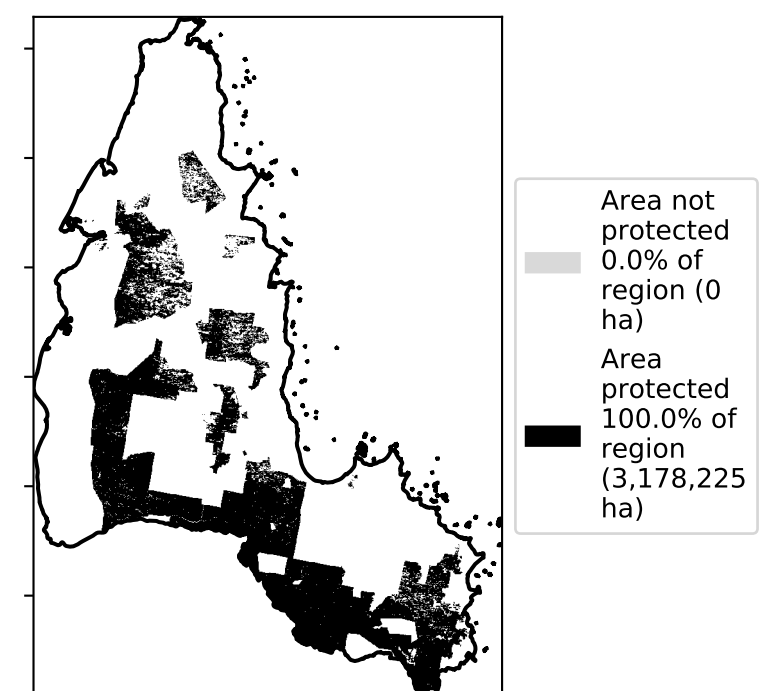 Area not
protected
0.0% of
region (0
ha)
Area
protected
100.0% of
region
(3,178,225
ha)